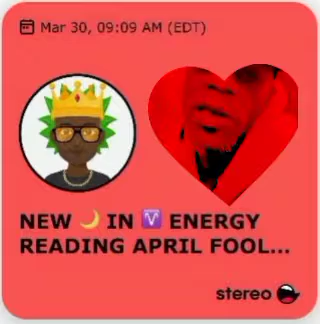 Mar 30, 09:09 AM (EDT)
NEW 🌙 IN ♈ ENERGY
READING APRIL FOOL...
stereo